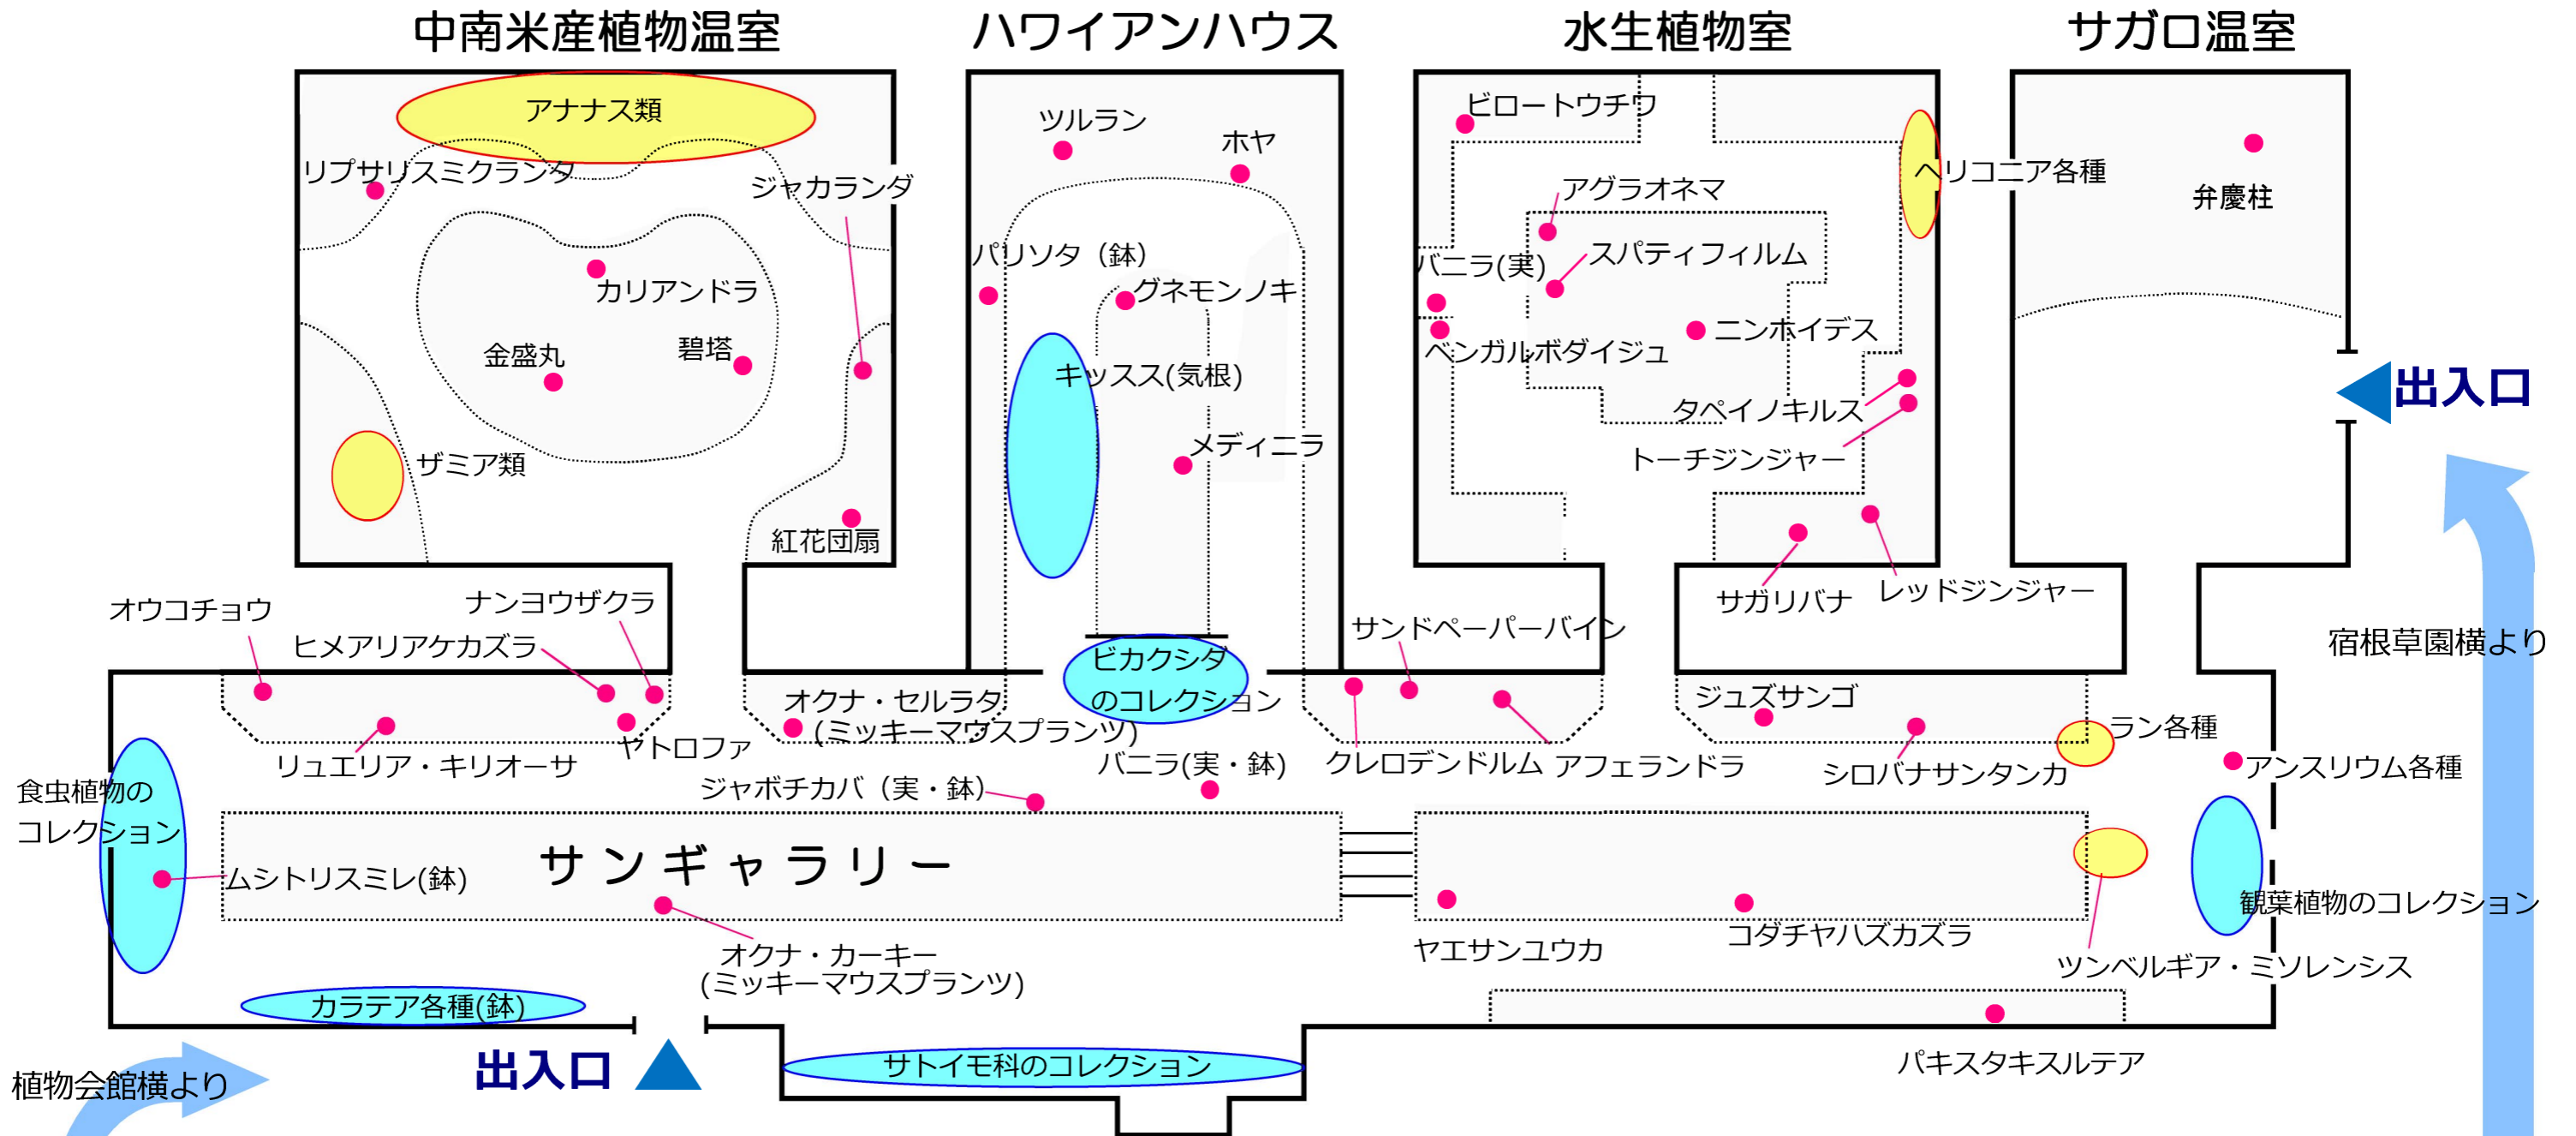 中南米産植物温室
ハワイアンハウス
水生植物室
サガロ温室
アナナス類
リプサリスミクランタ
ジャカランダ
カリアンドラ
金盛丸
碧塔
ザミア類
紅花団扇
ツルラン
ホヤ
パリソタ（鉢）
グネモンノキ
キッスス(気根)
メディニラ
ビロートウチワ
ヘリコニア各種
アグラオネマ
スパティフィルム
バニラ(実)
ニンホイデス
ベンガルボダイジュ
タペイノキルス
トーチジンジャー
サガリバナ
レッドジンジャー
弁慶柱
出入口
宿根草園横より
オウコチョウ
ナンヨウザクラ
ヒメアリアケカズラ
リュエリア・キリオーサ
ヤトロファ
オクナ・セルラタ
(ミッキーマウスプランツ)
ビカクシダ
のコレクション
サンドペーパーバイン
クレロデンドルム
アフェランドラ
ジュズサンゴ
シロバナサンタンカ
ラン各種
アンスリウム各種
ジャボチカバ（実・鉢）
バニラ(実・鉢)
食虫植物の
コレクション
ムシトリスミレ(鉢)
サンギャラリー
オクナ・カーキー
(ミッキーマウスプランツ)
ヤエサンユウカ
コダチヤハズカズラ
観葉植物のコレクション
ツンベルギア・ミソレンシス
カラテア各種(鉢)
サトイモ科のコレクション
パキスタキスルテア
出入口
植物会館横より